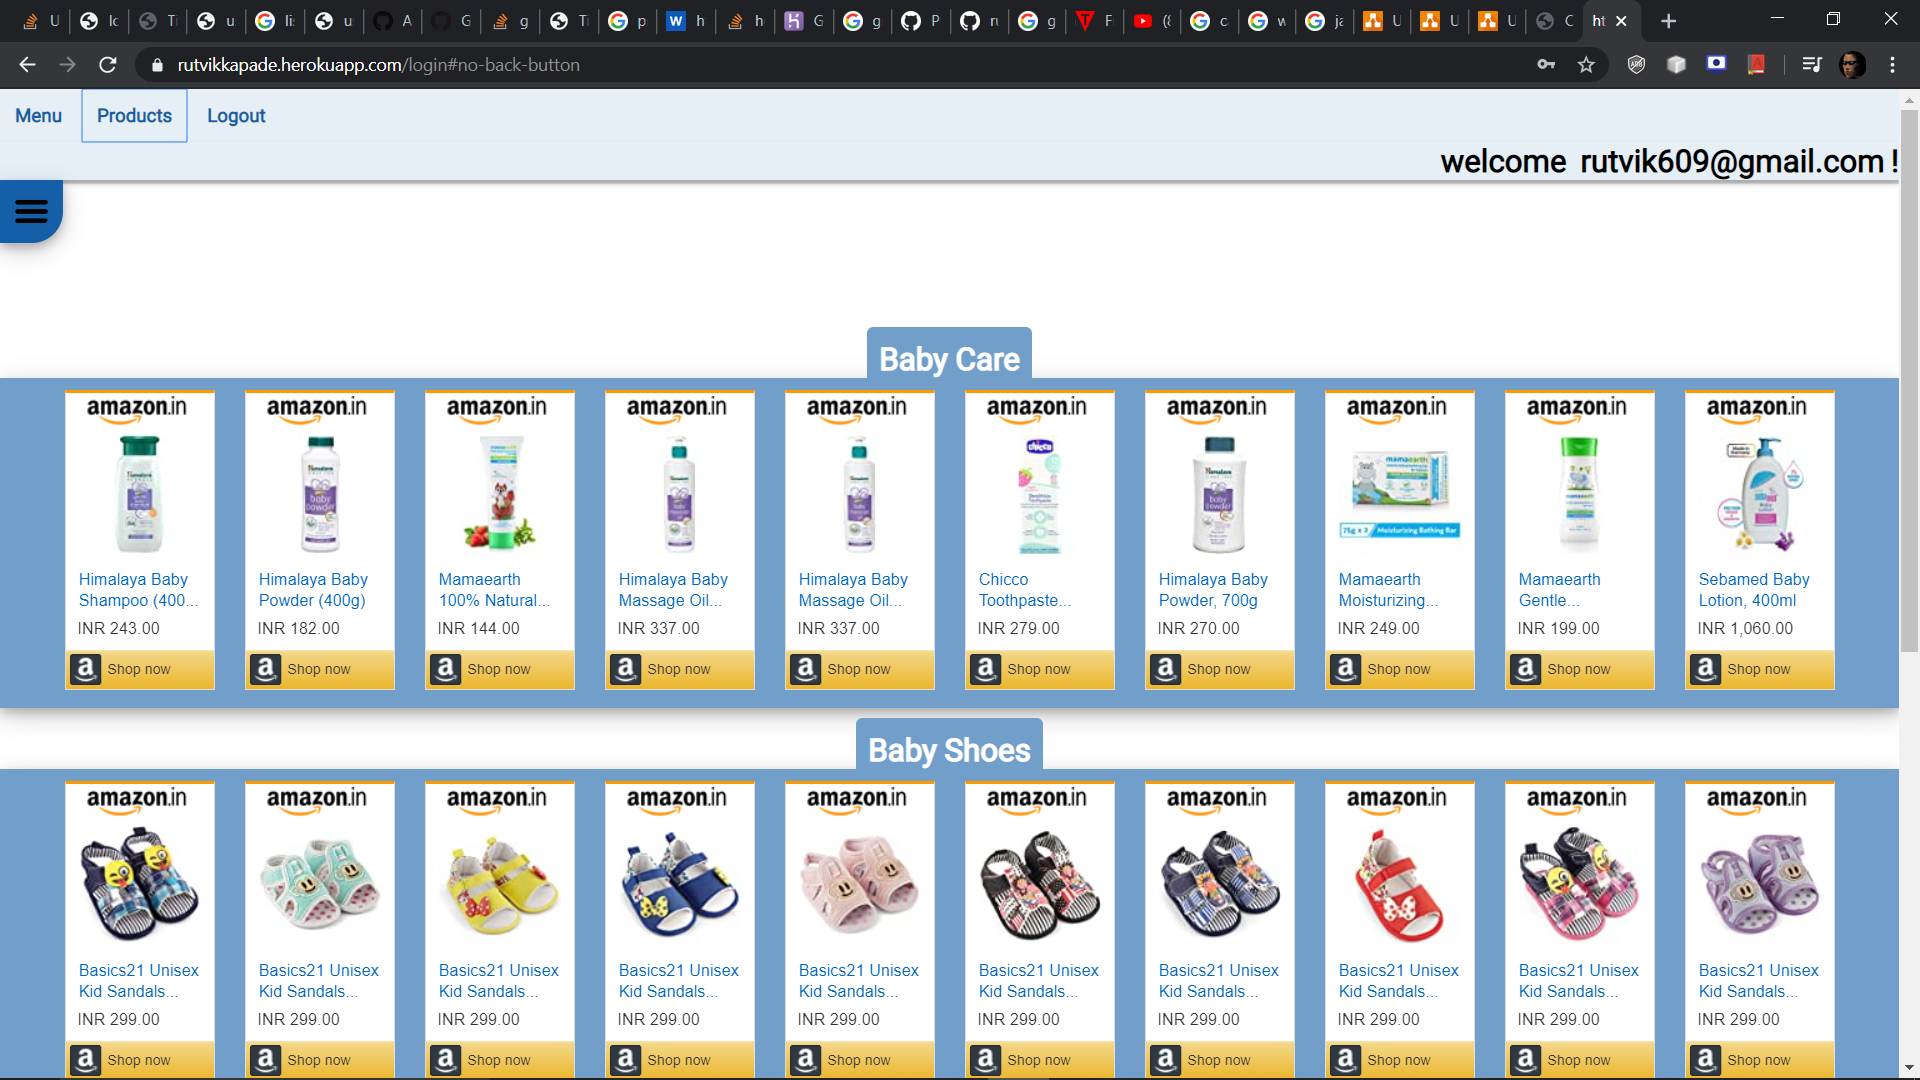 U
lc
Ti
u
li
u
A
G
g
Ti
p
h
h
G
g
P
ru
g
F
(8
c
w
ja
U
U
U
C
ht
rutvikkapade.herokuapp.com/login#no-back-button
Menu Products Logout
welcome rutvik609@gmail.com !
Baby Care
amazon.in amazon.in amazon.in amazon.in amazon.in amazon.in amazon.in amazon.in amazon.in amazon.in
Himalaya Baby Himalaya Baby Mamaearth Himalaya Baby Himalaya Baby Chicco Himalaya Baby Mamaearth Mamaearth Sebamed Baby
Shampoo (400... Powder (400g) 100% Natural... Massage Oil... Massage Oil... Toothpaste... Powder, 700g Moisturizing... Gentle... Lotion, 400ml
INR 243.00 INR 182.00 INR 144.00 INR 337.00 INR 337.00 INR 279.00 INR 270.00 INR 249.00 INR 199.00 INR 1,060.00
Shop now Shop now Shop now Shop now Shop now Shop now Shop now Shop now Shop now Shop now
Baby Shoes
amazon.in amazon.in amazon.in amazon.in amazon.in amazon.in amazon.in amazon.in amazon.in amazon.in
Basics21 Unisex Basics21 Unisex Basics21 Unisex Basics21 Unisex Basics21 Unisex Basics21 Unisex Basics21 Unisex Basics21 Unisex Basics21 Unisex Basics21 Unisex
Kid Sandals... Kid Sandals... Kid Sandals... Kid Sandals... Kid Sandals... Kid Sandals... Kid Sandals... Kid Sandals... Kid Sandals... Kid Sandals...
INR 299.00 INR 299.00 INR 299.00 INR 299.00 INR 299.00 INR 299.00 INR 299.00 INR 299.00 INR 299.00 INR 299.00
Shop now Shop now Shop now Shop now Shop now Shop now Shop now Shop now Shop now Shop now